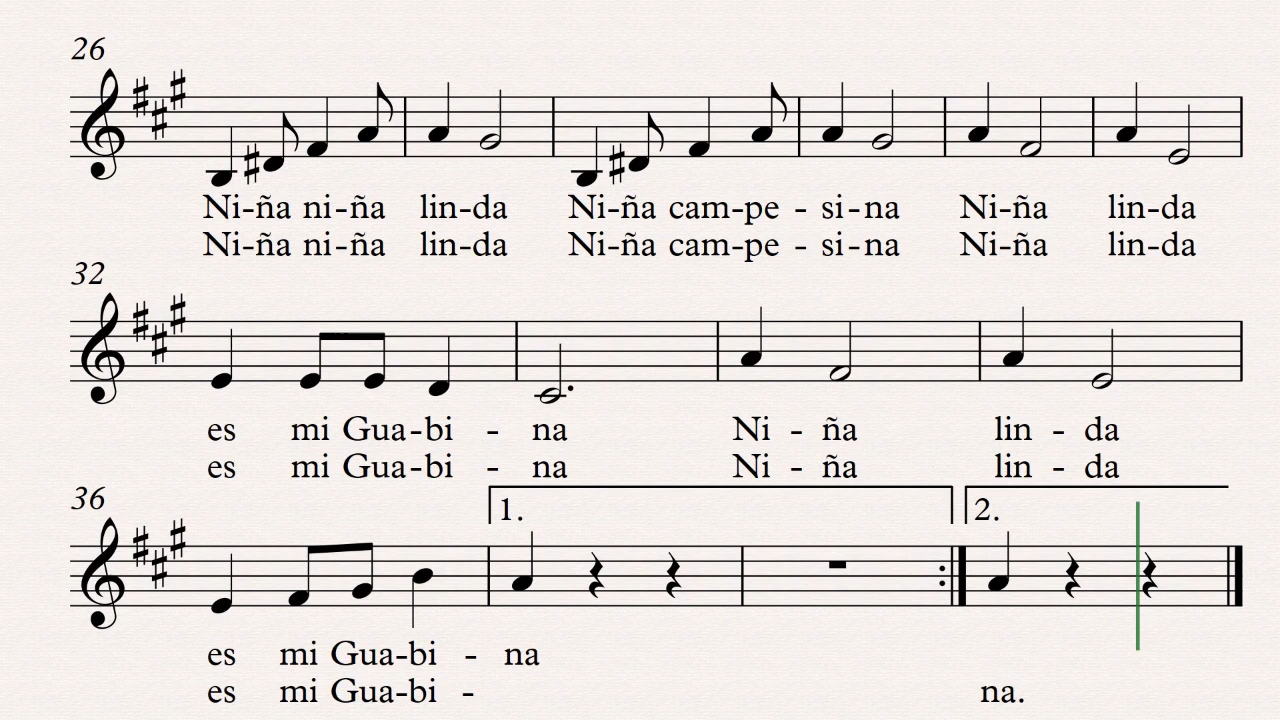 26
Ni-ña ni-ña lin-da Ni-ña cam-pe - si-na Ni-ña lin-da
Ni-ña ni-ña lin-da Ni-ña cam-pe - si-na Ni-ña lin-da
32
es mi Gua-bi - na Ni - ña lin - da
es mi Gua-bi - na Ni - ña lin - da
36
1. 2.
es mi Gua-bi - na
es mi Gua-bi - na.